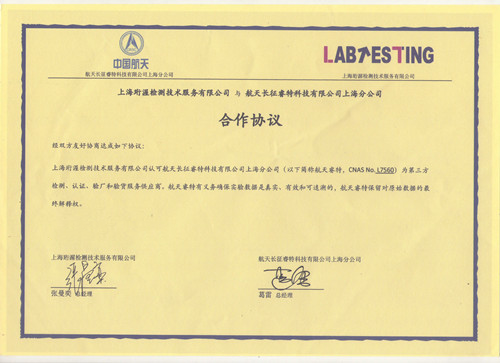 中国航天
LABTESTING
航天长征睿特科技有限公司上海分公司
上海珩渥检测技术服务有限公司
上海珩渥检测技术服务有限公司 与 航天长征睿特科技有限公司上海分公司
合作协议
经双方友好协商达成如下协议：
上海珩渥检测技术服务有限公司认可航天长征睿特科技有限公司上海分公司（以下简称航天睿特，CNAS No. L7560）为第三方
检测、认证、验厂和验货服务供应商。航天睿特有义务确保实验数据是真实、有效和可追溯的，航天睿特保留对原始数据的最
终解释权。
上海珩渥检测技术服务有限公司
航天长征睿特科技有限公司上海分公司
张曼奕 总经理
葛雷 总经理